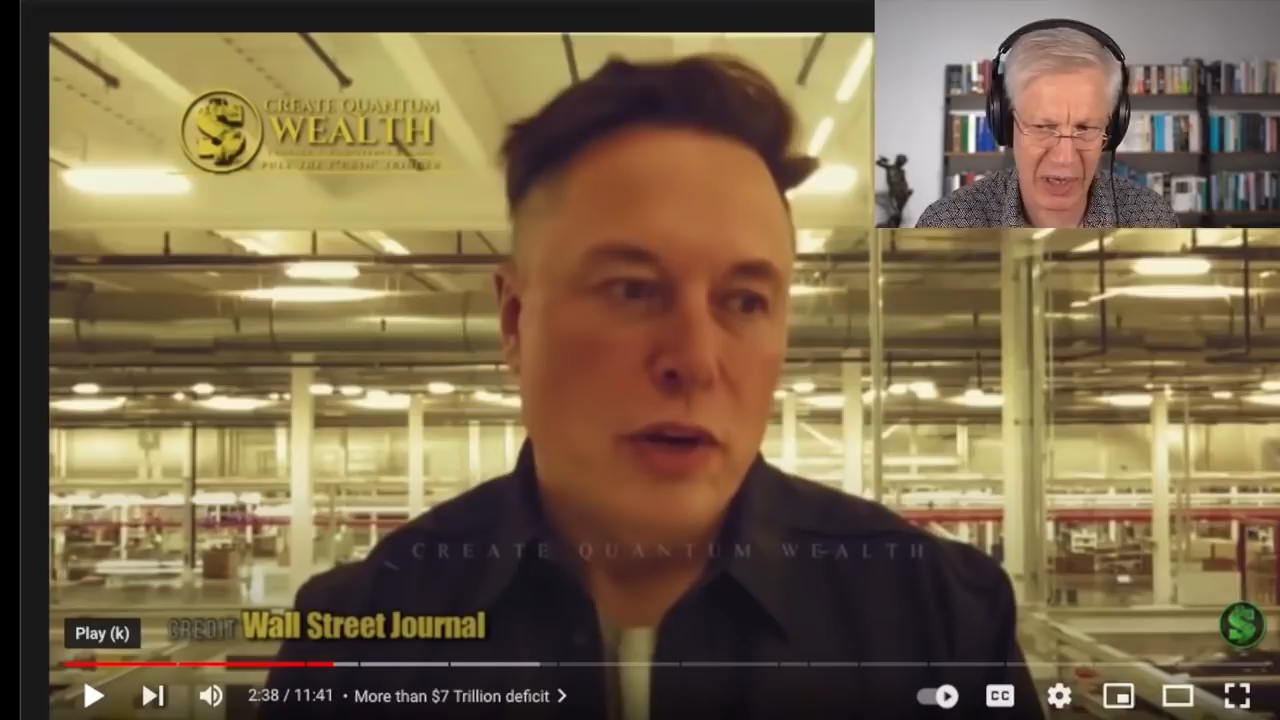 CREATE QUANTUM
WEALTH
CREATE QUANTUM WEALTH
CREDIT Wall Street Journal
Play (k)
2:38 / 11:41 • More than $7 Trillion deficit
CC